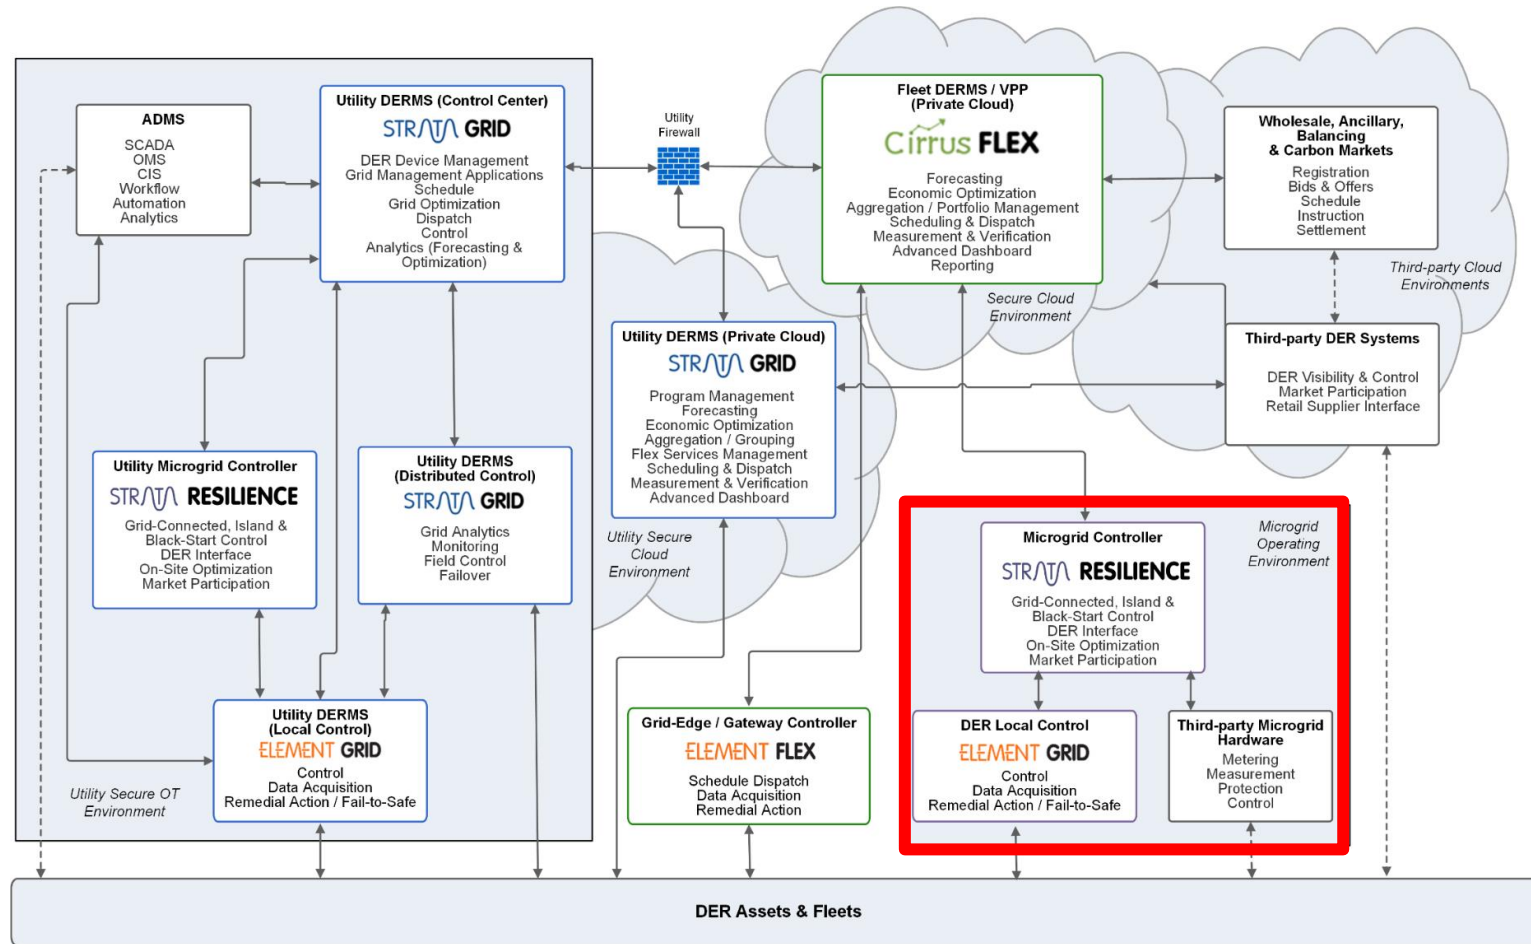 ADMS
SCADA
OMS
CIS
Workflow
Automation
Analytics
Utility DERMS (Control Center)
STRATA GRID
DER Device Management
Grid Management Applications
Schedule
Grid Optimization
Dispatch
Control
Analytics (Forecasting &
Optimization)
Utility
Firewall
Fleet DERMS / VPP
(Private Cloud)
Cirrus FLEX
Forecasting
Economic Optimization
Aggregation / Portfolio Management
Scheduling & Dispatch
Measurement & Verification
Advanced Dashboard
Reporting
Secure Cloud
Environment
Wholesale, Ancillary,
Balancing
& Carbon Markets
Registration
Bids & Offers
Schedule
Instruction
Settlement
Third-party Cloud
Environments
Utility DERMS (Private Cloud)
STRATA GRID
Program Management
Forecasting
Economic Optimization
Aggregation / Grouping
Flex Services Management
Scheduling & Dispatch
Measurement & Verification
Advanced Dashboard
Utility Secure
Cloud
Environment
Third-party DER Systems
DER Visibility & Control
Market Participation
Retail Supplier Interface
Utility Microgrid Controller
STRATA RESILIENCE
Grid-Connected, Island &
Black-Start Control
DER Interface
On-Site Optimization
Market Participation
Utility DERMS
(Distributed Control)
STRATA GRID
Grid Analytics
Monitoring
Field Control
Failover
Microgrid Controller
STRATA RESILIENCE
Grid-Connected, Island &
Black-Start Control
DER Interface
On-Site Optimization
Market Participation
Microgrid
Operating
Environment
Utility DERMS
(Local Control)
ELEMENT GRID
Control
Data Acquisition
Remedial Action / Fail-to-Safe
Utility Secure OT
Environment
Grid-Edge / Gateway Controller
ELEMENT FLEX
Schedule Dispatch
Data Acquisition
Remedial Action
DER Local Control
ELEMENT GRID
Control
Data Acquisition
Remedial Action / Fail-to-Safe
Third-party Microgrid
Hardware
Metering
Measurement
Protection
Control
DER Assets & Fleets